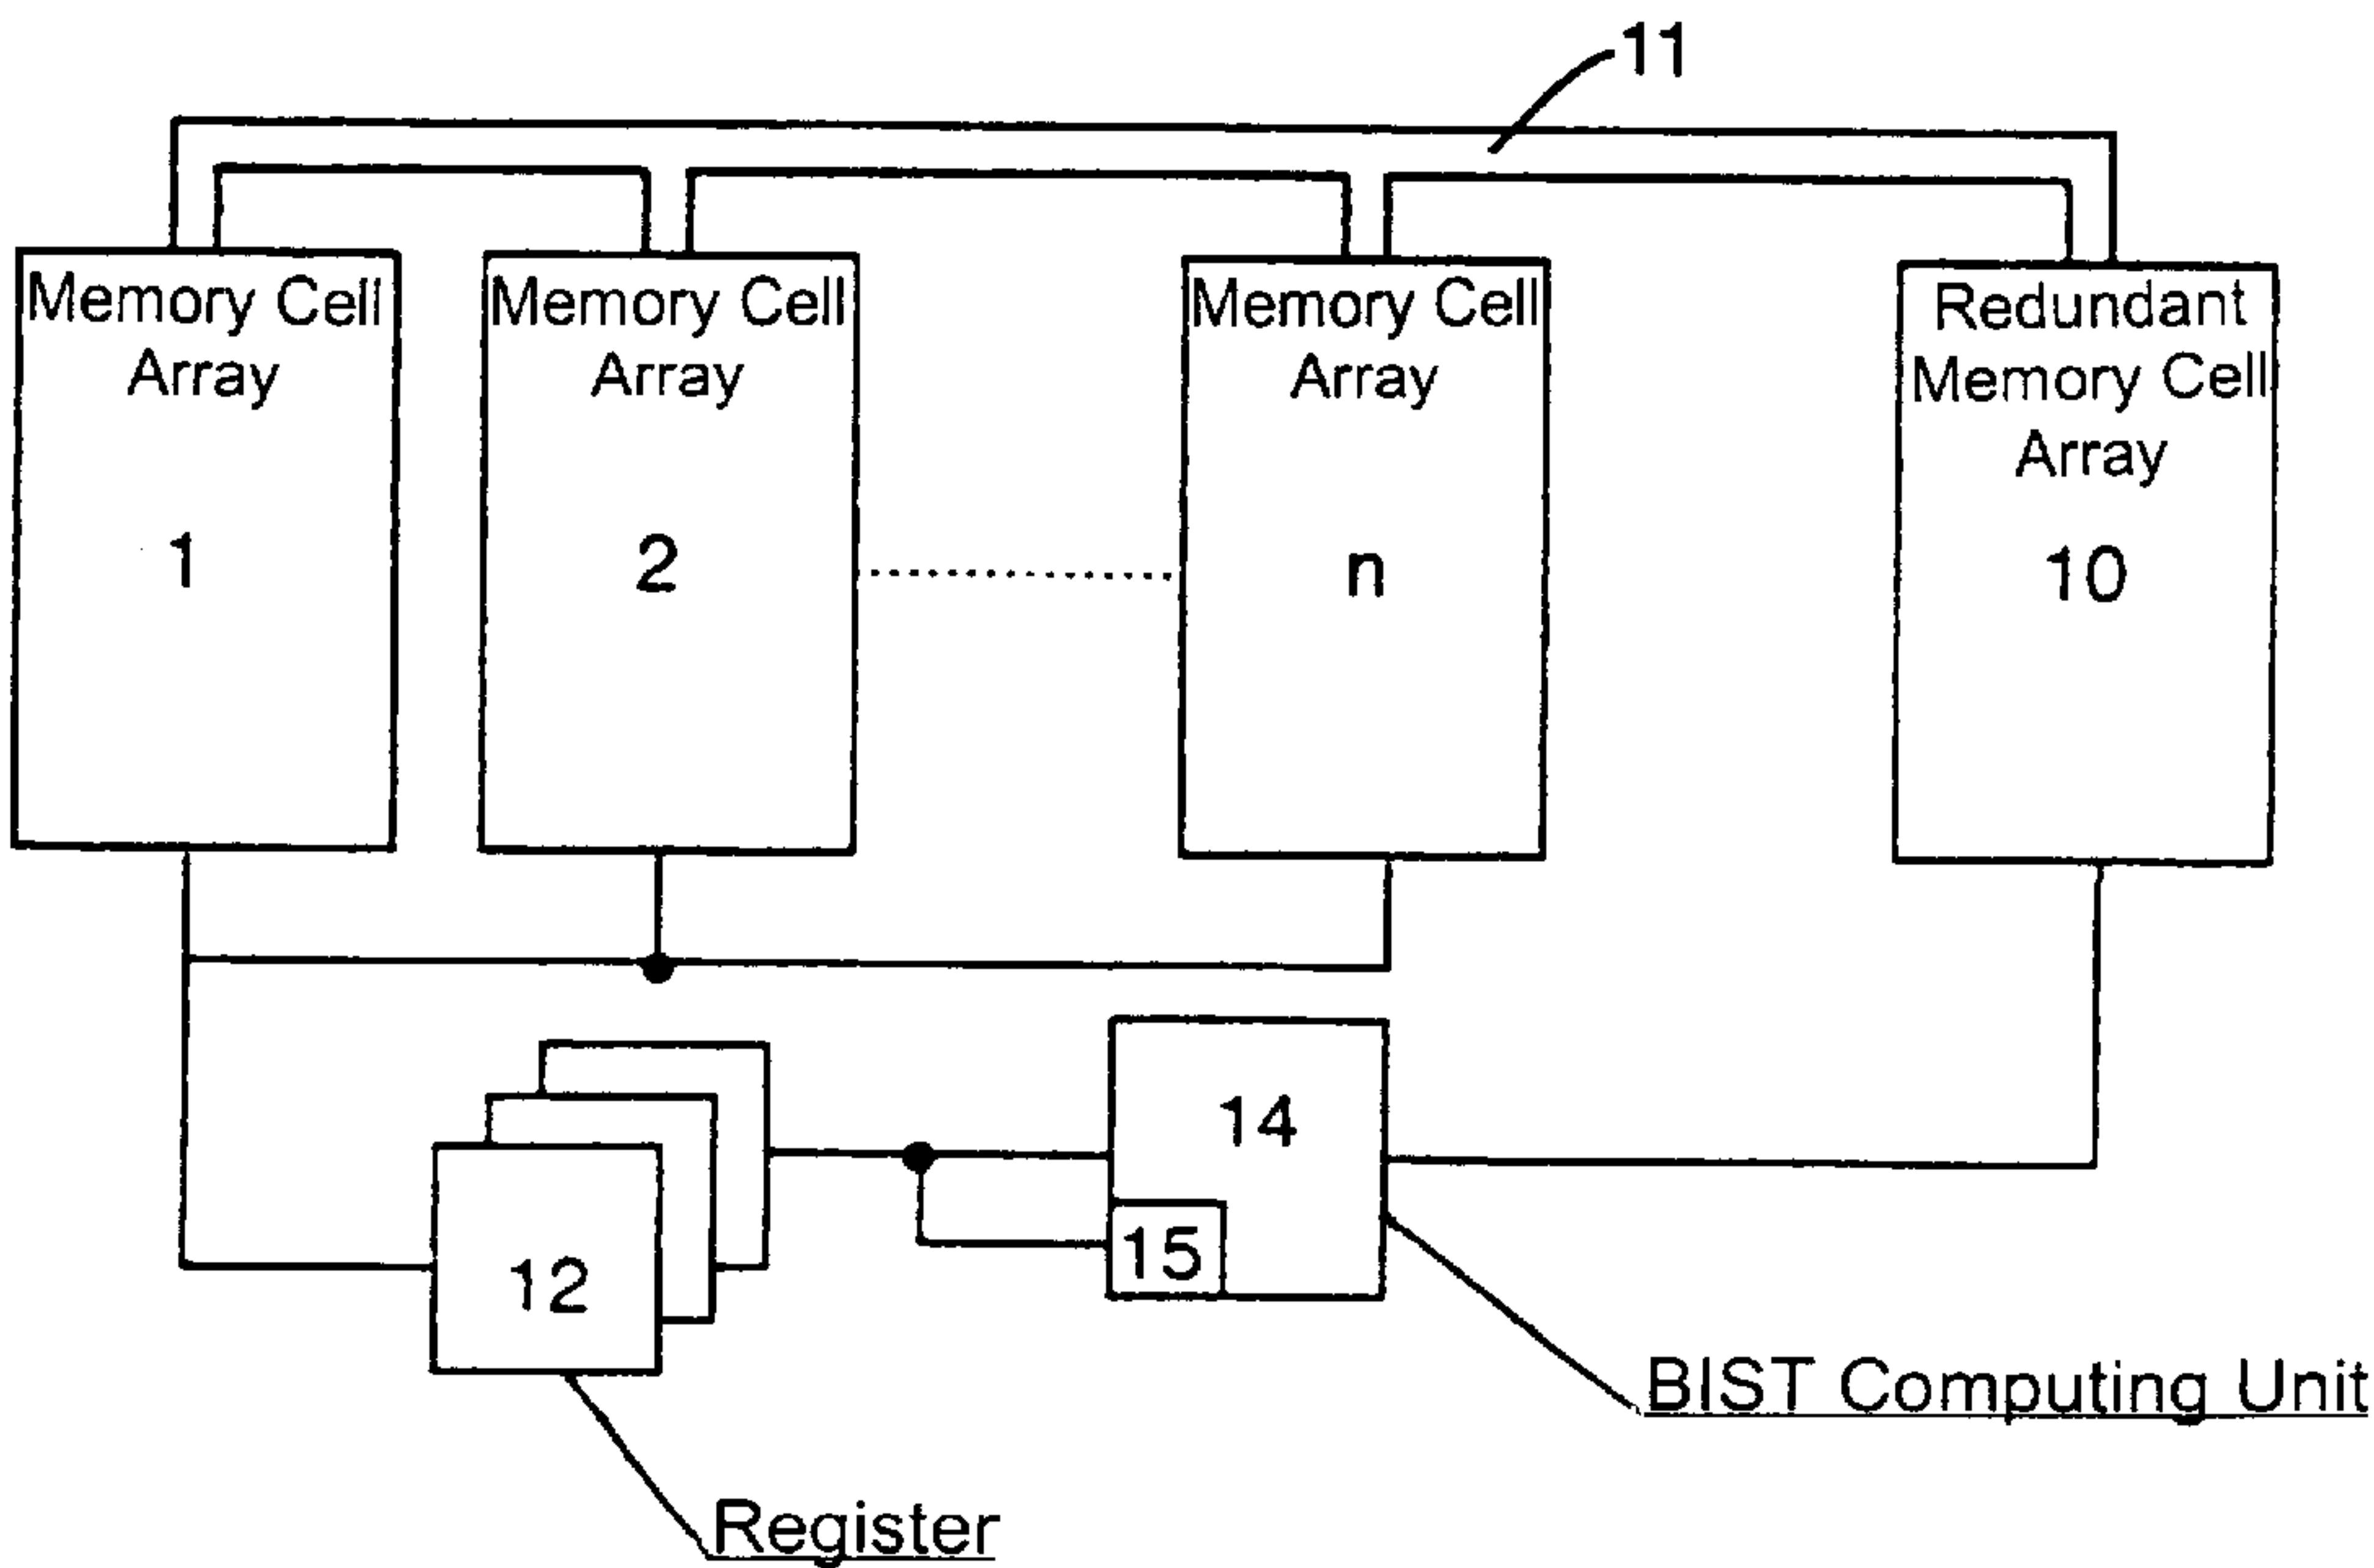 11
Memory Cell
Array
1
Memory Cell
Array
2
Memory Cell
Array
n
Redundant
Memory Cell
Array
10
14
15
12
BIST Computing Unit
Register